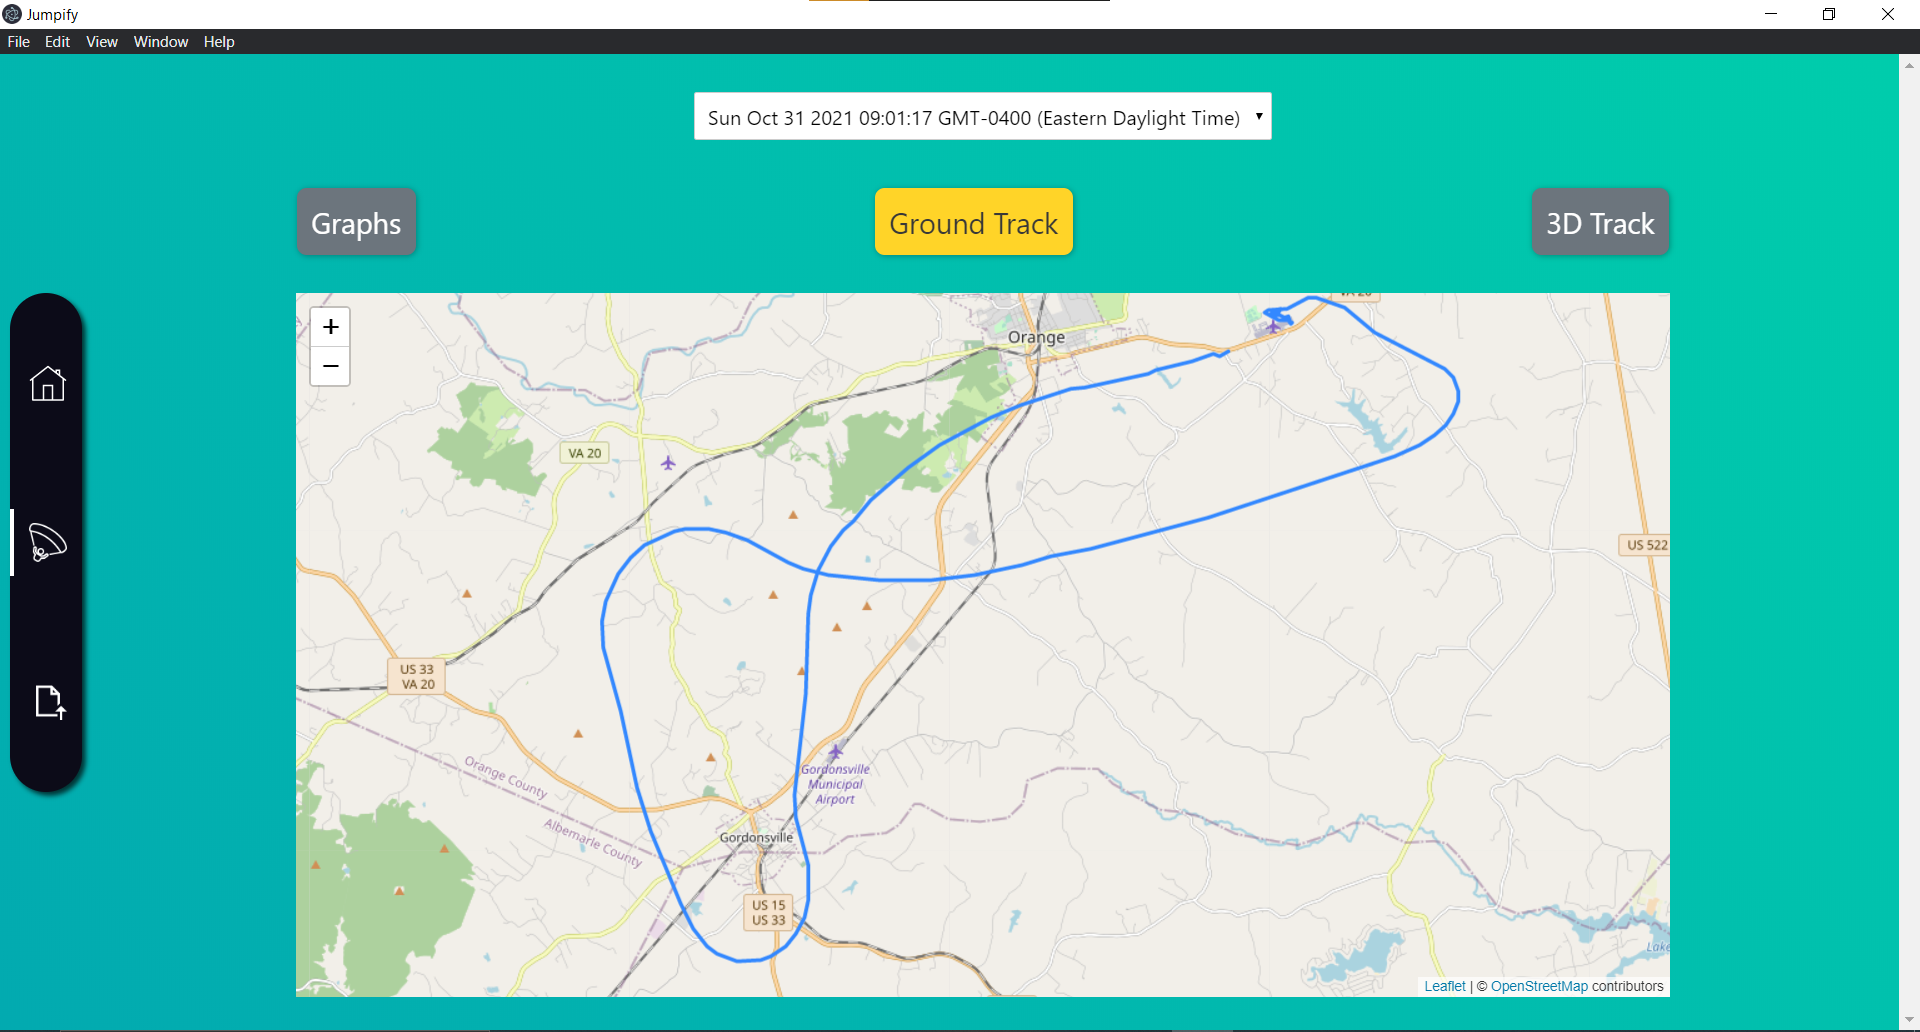 Jumpify
File Edit View Window Help
Sun Oct 31 2021 09:01:17 GMT-0400 (Eastern Daylight Time)
Graphs
Ground Track
3D Track
+
−
VA 20
Orange
VA 20
US 522
US 33
VA 20
Orange County
Albemarle County
Gordonsville
Municipal
Airport
Gordonsville
US 15
US 33
Lake
Leaflet | © OpenStreetMap contributors